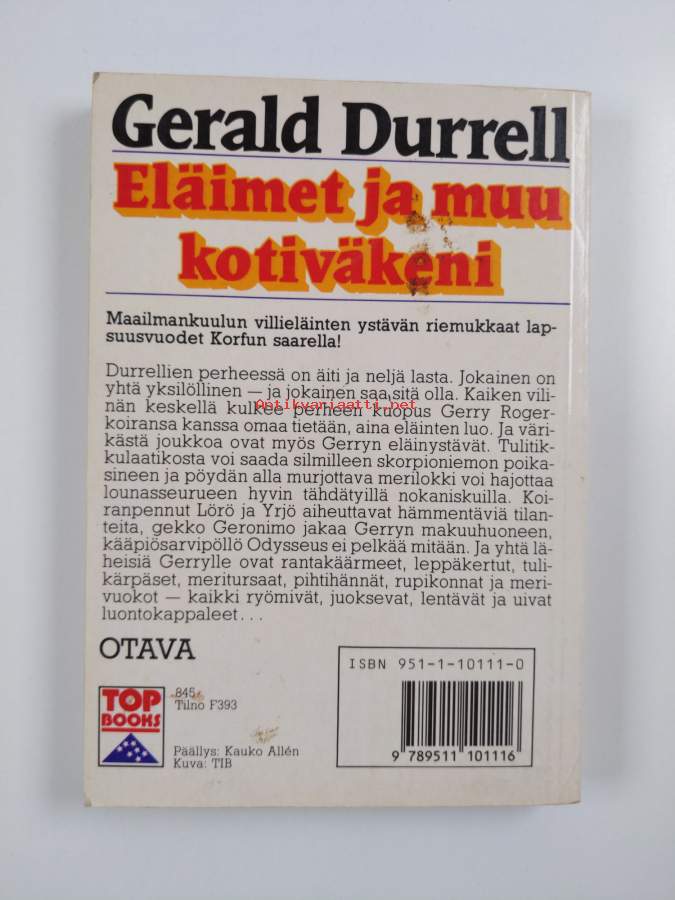 Gerald Durrell
Eläimet ja muu
kotiväkeni
Maailmankuulun villieläinten ystävän riemukkaat lap-
suusvuodet Korfun saarella!
Durrellien perheessä on äiti ja neljä lasta. Jokainen on
yhtä yksilöllinen — ja jokainen saa sitä olla. Kaiken vili-
nän keskellä kulkee perheen kuopus Gerry Roger-
Antikvariaatti.net
koiransa kanssa omaa tietään, aina eläinten luo. Ja väri-
kästä joukkoa ovat myös Gerryn eläinystävät. Tulitik-
kulaatikosta voi saada silmilleen skorpioniemon poika-
sineen ja pöydän alla murjottava merilokki voi hajottaa
lounasseurueen hyvin tähdätyillä nokaniskuilla. Koi-
ranpennut Lörö ja Yrjö aiheuttavat hämmentäviä tilan-
teita, gekko Geronimo jakaa Gerryn makuuhuoneen,
kääpiösarvipöllö Odysseus ei pelkää mitään. Ja yhtä lä-
heisiä Gerrylle ovat rantakäärmeet, leppäkertut, tuli-
kärpäset, meritursaat, pihtihännät, rupikonnat ja meri-
vuokot — kaikki ryömivät, juoksevat, lentävät ja uivat
luontokappaleet...
OTAVA
TOP
BOOKS
845
Tilno F393
Päällys: Kauko Allén
Kuva: TIB
ISBN 951-1-10111-0
9 789511 101116